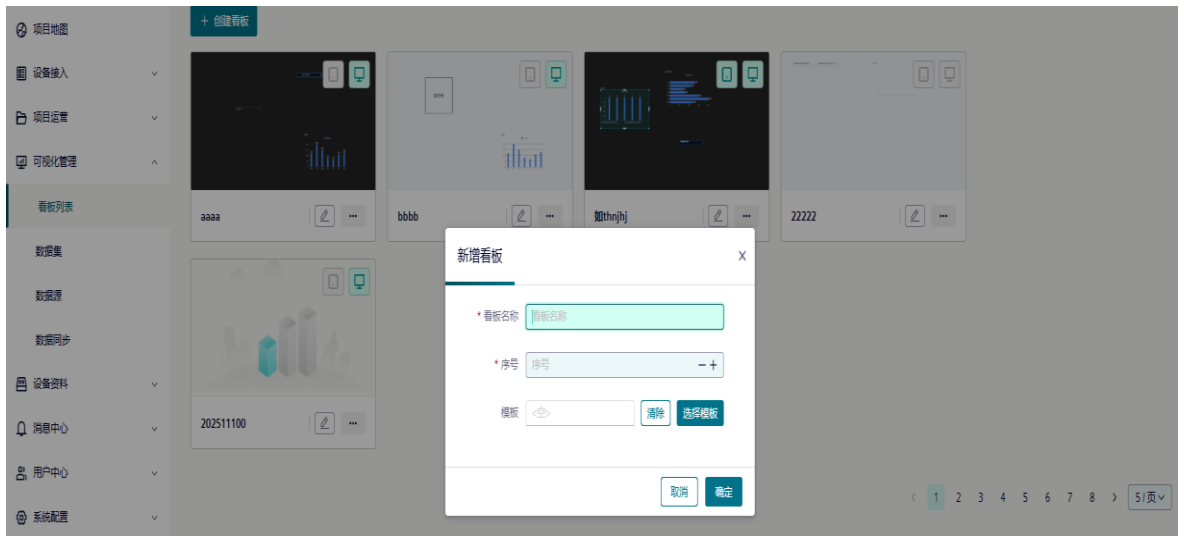 项目地图
+ 创建看板
设备接入
项目运营
可视化管理
看板列表
aaaa
bbbb
如thnjhj
22222
数据集
新增看板
X
数据源
* 看板名称 看板名称
数据同步
* 序号 序号 - +
设备资料
模板 清除 选择模板
202511100
消息中心
用户中心
取消 确定
< 1 2 3 4 5 6 7 8 > 5/页
系统配置